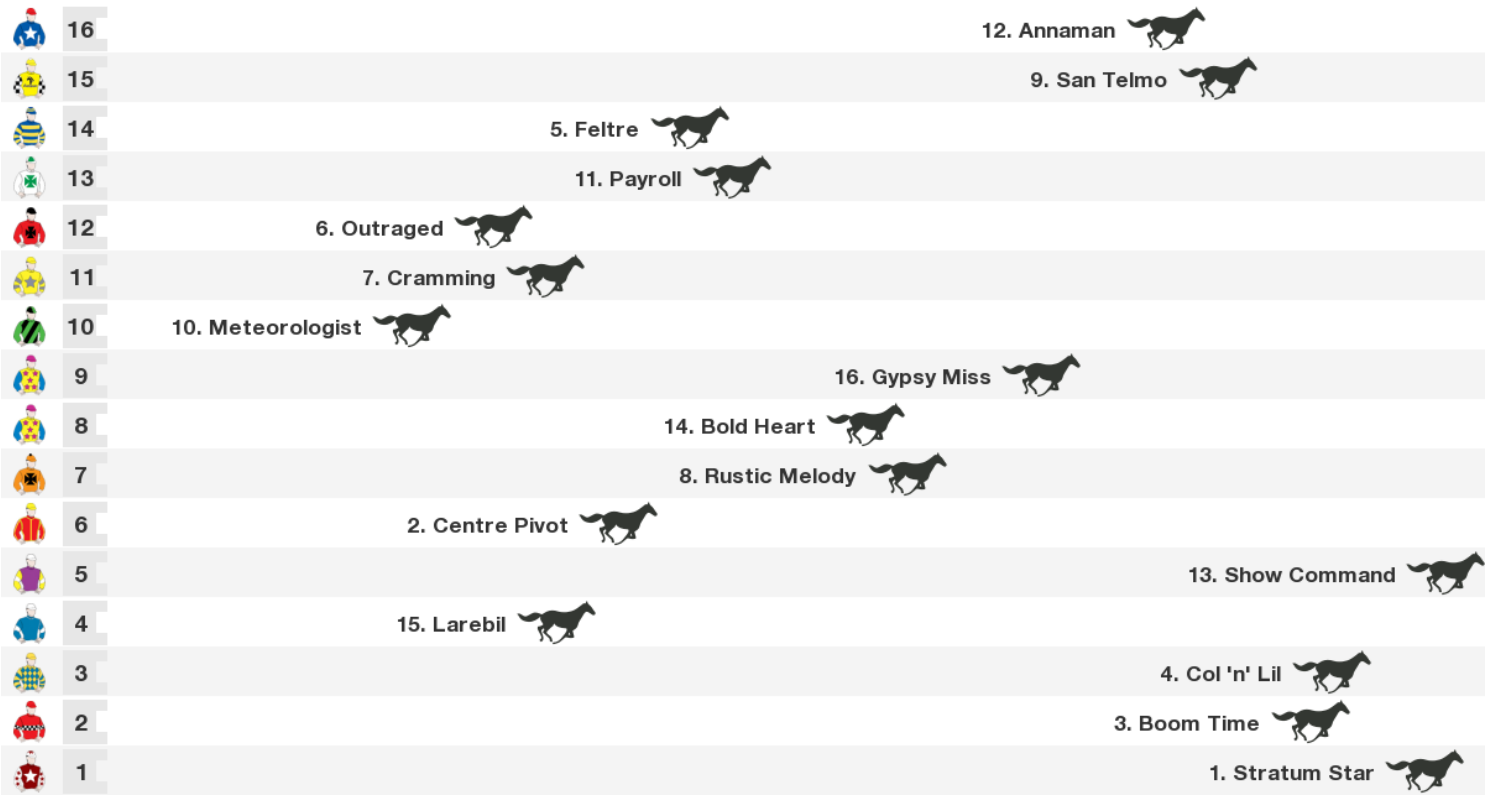 16 12. Annaman
15 9. San Telmo
14 5. Feltre
13 11. Payroll
12 6. Outraged
11 7. Cramming
10 10. Meteorologist
9 16. Gypsy Miss
8 14. Bold Heart
7 8. Rustic Melody
6 2. Centre Pivot
5 13. Show Command
4 15. Larebil
3 4. Col 'n' Lil
2 3. Boom Time
1 1. Stratum Star